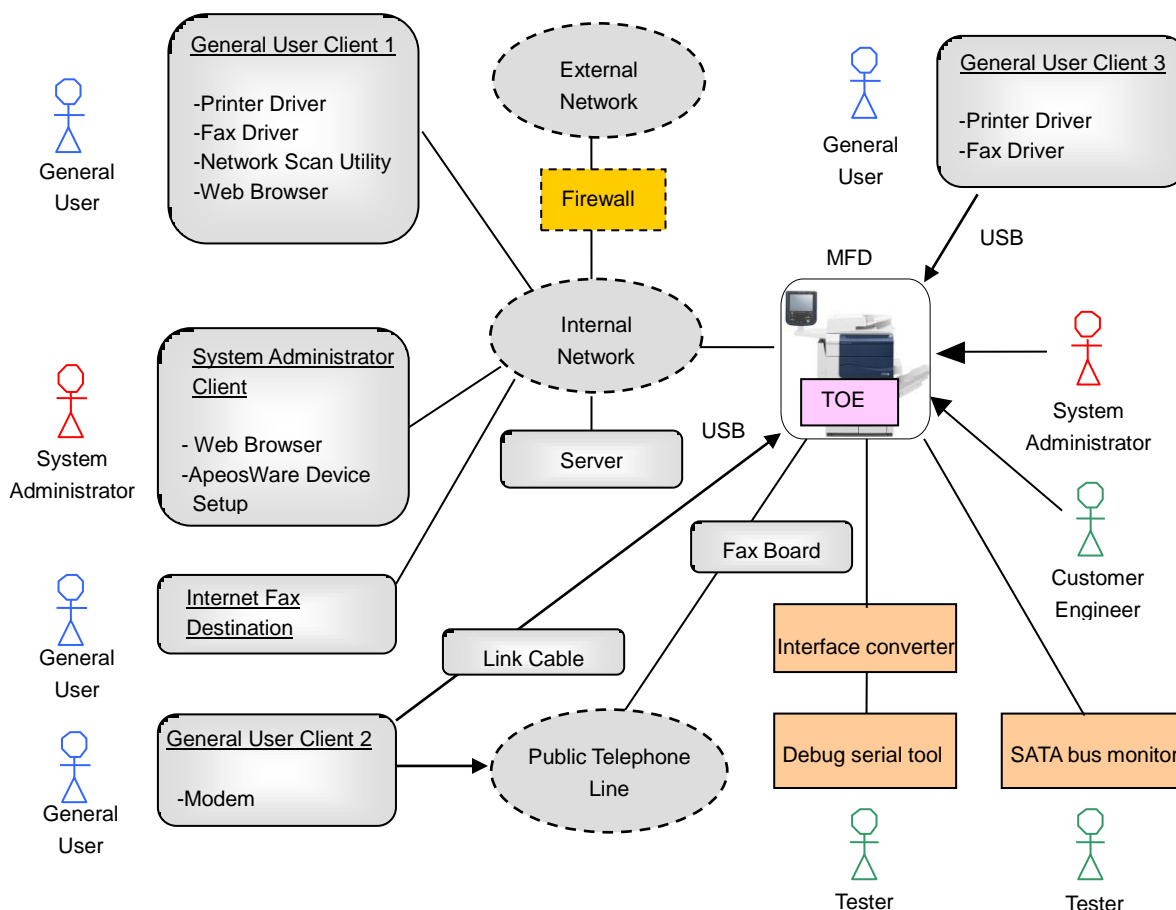 General User Client 1
-Printer Driver
-Fax Driver
-Network Scan Utility
-Web Browser
General
User
External
Network
Firewall
General
User
General User Client 3
-Printer Driver
-Fax Driver
USB
MFD
TOE
Internal
Network
System Administrator
Client
- Web Browser
-ApeosWare Device
Setup
System
Administrator
Server
USB
System
Administrator
Fax Board
Customer
Engineer
Internet Fax
Destination
General
User
Link Cable
Interface converter
General User Client 2
-Modem
General
User
Public Telephone
Line
Debug serial tool
SATA bus monitor
Tester
Tester